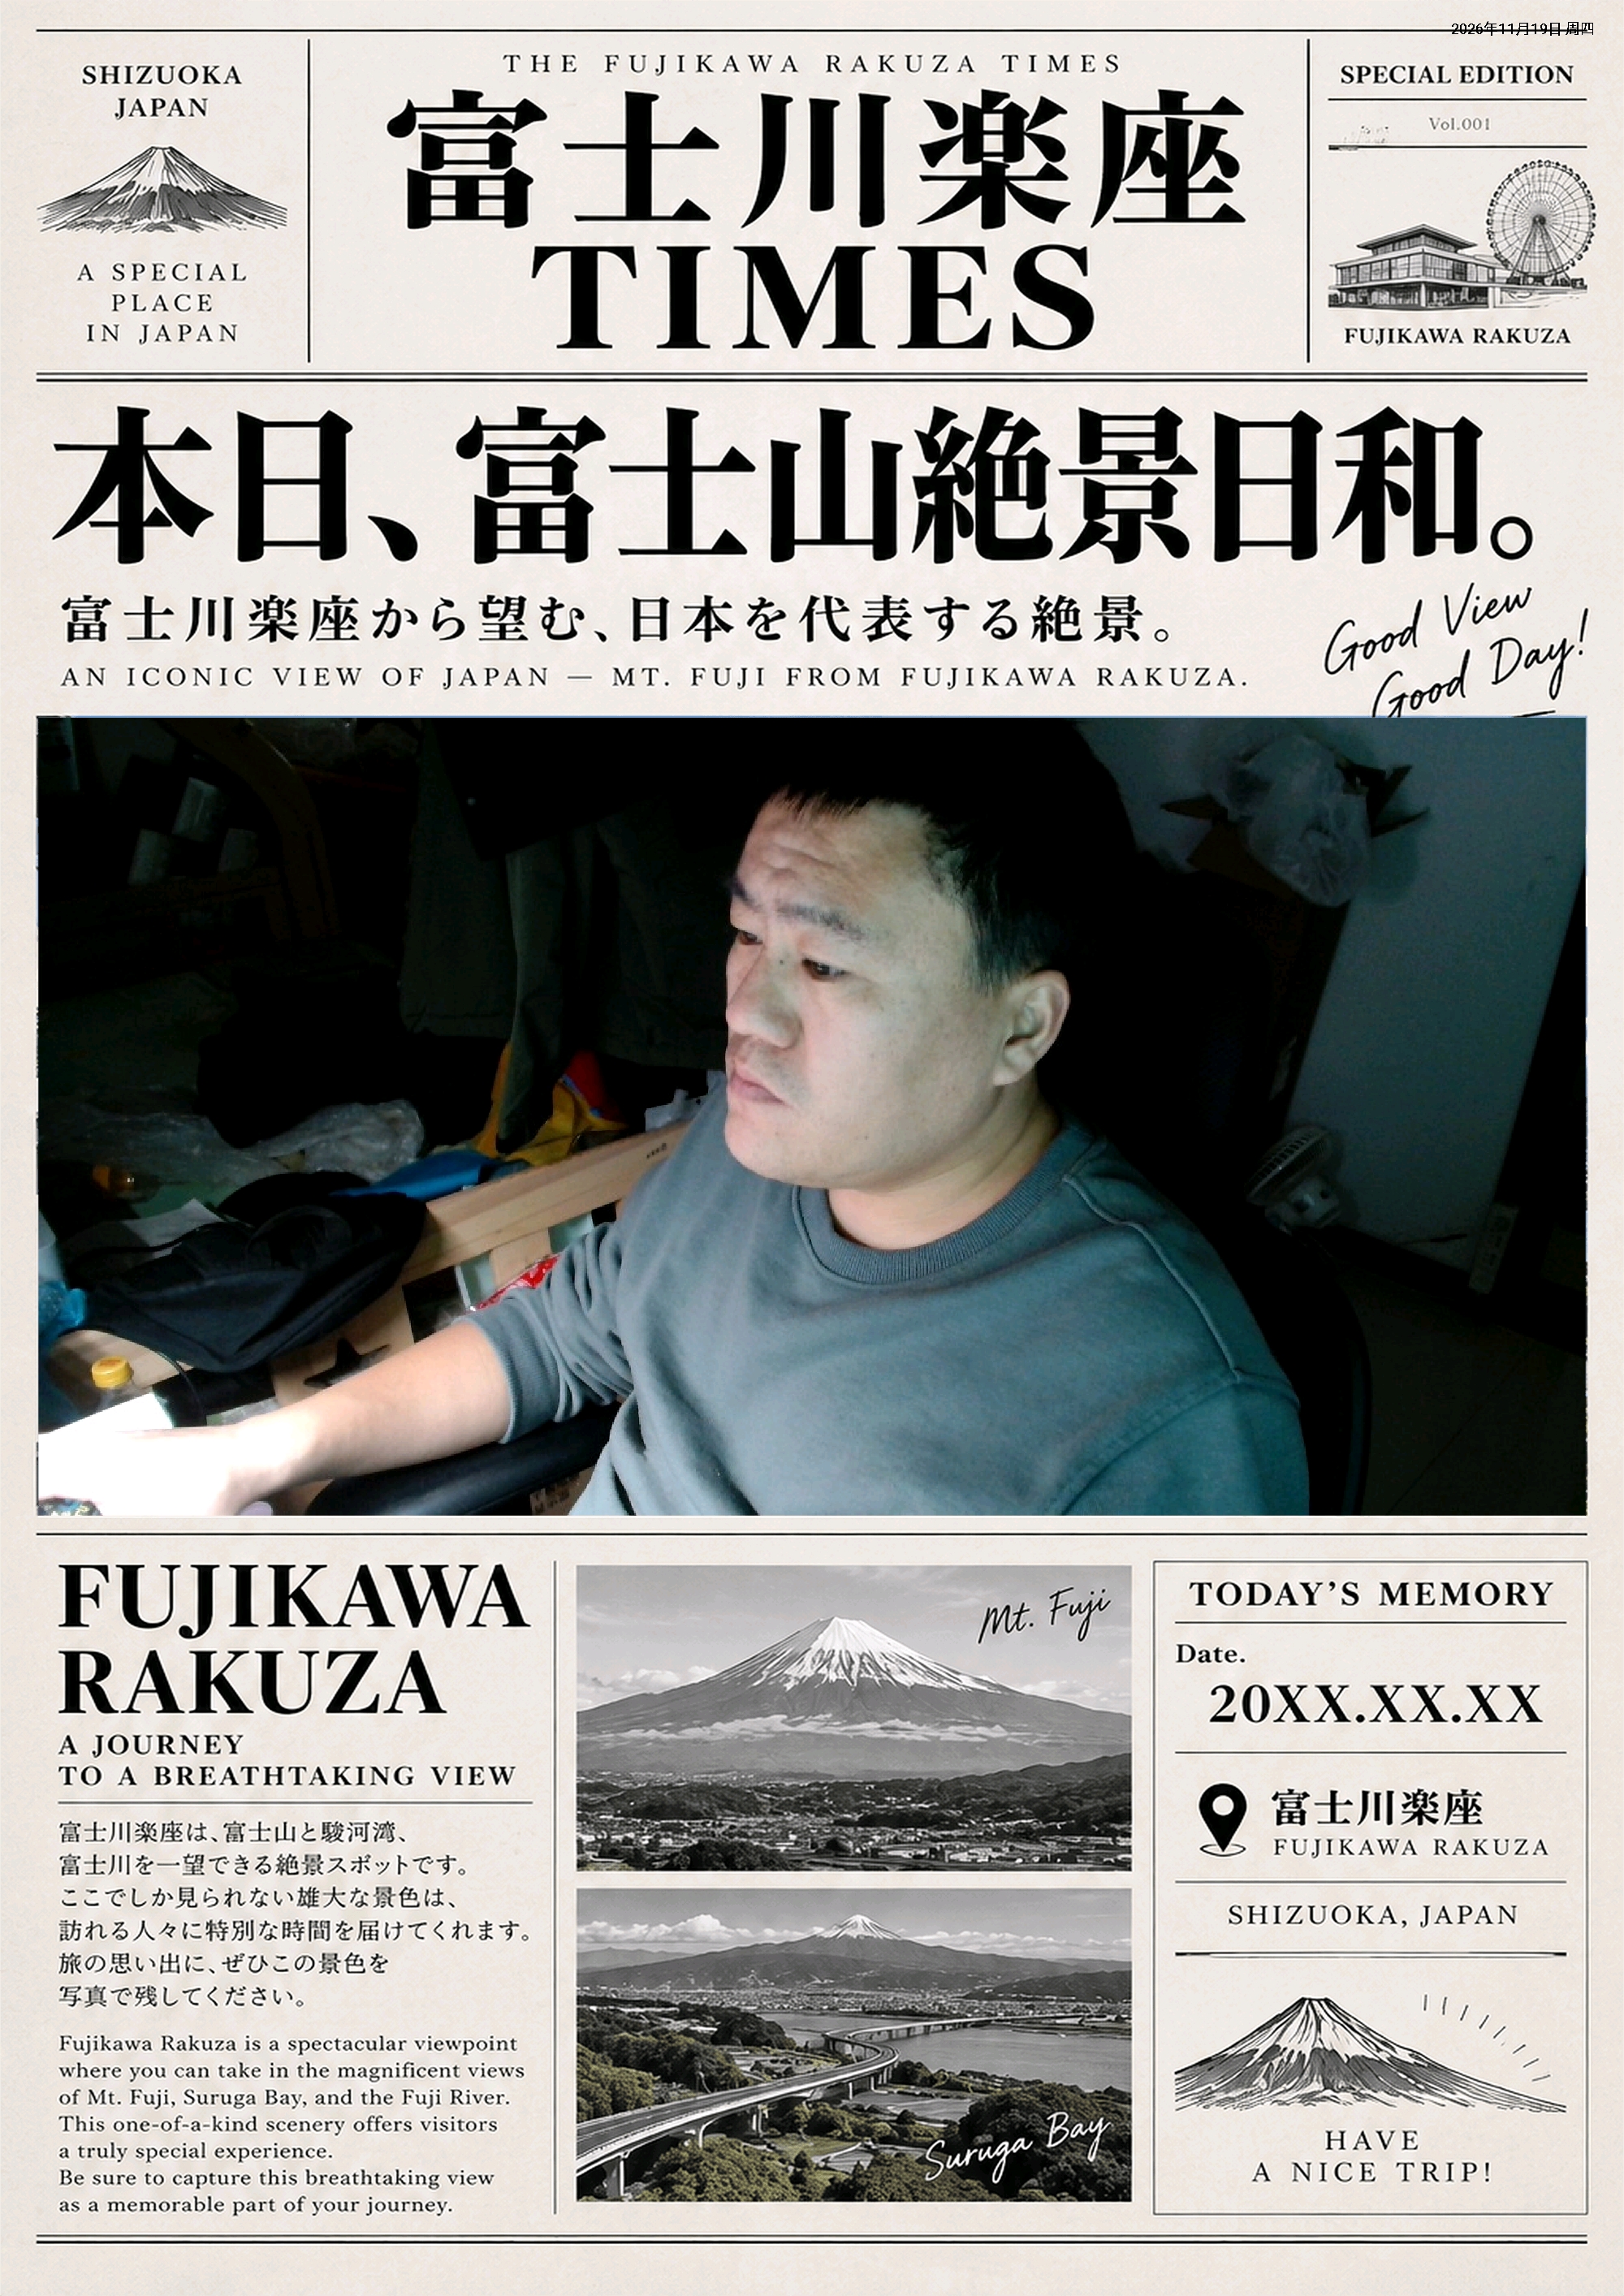 2026年11月19日 周四
SHIZUOKA
JAPAN
A SPECIAL
PLACE
IN JAPAN
THE FUJIKAWA RAKUZA TIMES
富士川楽座
TIMES
SPECIAL EDITION
Vol.001
FUJIKAWA RAKUZA
本日、富士山絶景日和。
富士川楽座から望む、日本を代表する絶景。
AN ICONIC VIEW OF JAPAN — MT. FUJI FROM FUJIKAWA RAKUZA.
Good View
Good Day!
FUJIKAWA
RAKUZA
A JOURNEY
TO A BREATHTAKING VIEW
富士川楽座は、富士山と駿河湾、
富士川を一望できる絶景スポットです。
ここでしか見られない雄大な景色は、
訪れる人々に特別な時間を届けてくれます。
旅の思い出に、ぜひこの景色を
写真で残してください。
Fujikawa Rakuza is a spectacular viewpoint
where you can take in the magnificent views
of Mt. Fuji, Suruga Bay, and the Fuji River.
This one-of-a-kind scenery offers visitors
a truly special experience.
Be sure to capture this breathtaking view
as a memorable part of your journey.
Mt. Fuji
Suruga Bay
TODAY'S MEMORY
Date.
20XX.XX.XX
富士川楽座
FUJIKAWA RAKUZA
SHIZUOKA, JAPAN
HAVE
A NICE TRIP!